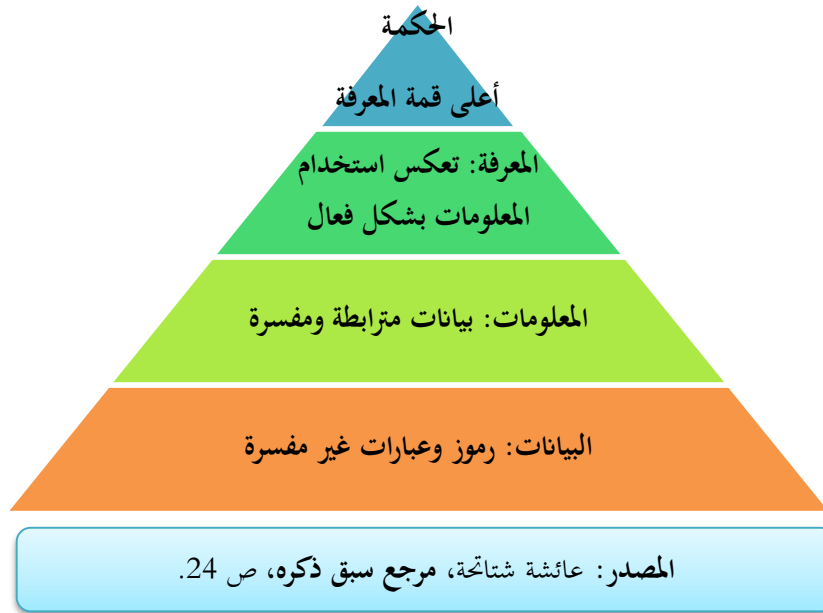 الحكمة
أعلى قمة المعرفة
المعرفة: تعكس استخدام
المعلومات بشكل فعال
المعلومات: بيانات مترابطة ومفسرة
البيانات: رموز وعبارات غير مفسرة
المصدر: عائشة شتاتحة، مرجع سبق ذكره، ص 24.